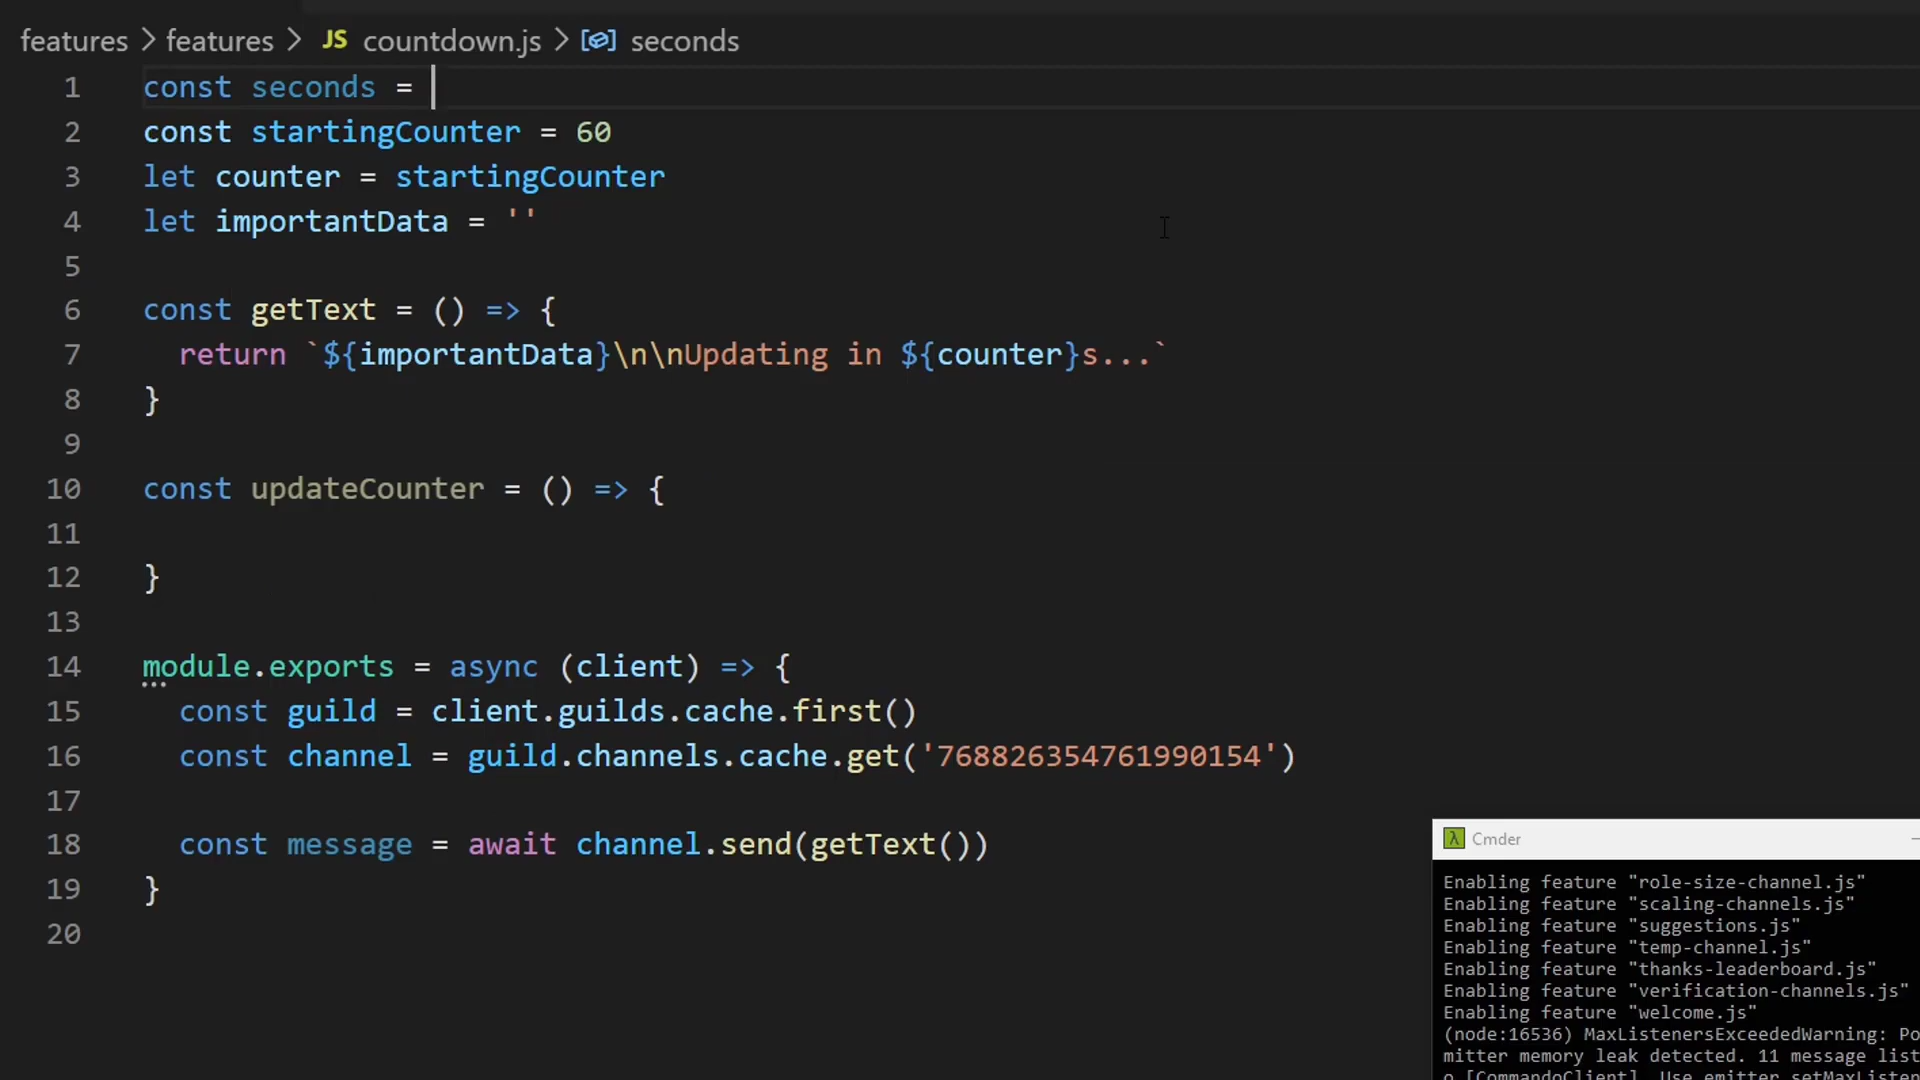 features > features > JS countdown.js > seconds
1 const seconds =
2 const startingCounter = 60
3 let counter = startingCounter
4 let importantData = ''
5
6 const getText = () => {
7   return `${importantData}\n\nUpdating in ${counter}s...`
8 }
9
10 const updateCounter = () => {
11
12 }
13
14 module.exports = async (client) => {
15   const guild = client.guilds.cache.first()
16   const channel = guild.channels.cache.get('768826354761990154')
17
18   const message = await channel.send(getText())
19 }
20
λ Cmder
Enabling feature "role-size-channel.js"
Enabling feature "scaling-channels.js"
Enabling feature "suggestions.js"
Enabling feature "temp-channel.js"
Enabling feature "thanks-leaderboard.js"
Enabling feature "verification-channels.js"
Enabling feature "welcome.js"
(node:16536) MaxListenersExceededWarning: Po
mitter memory leak detected. 11 message list
o [CommandoClient]. Use emitter.setMaxListen